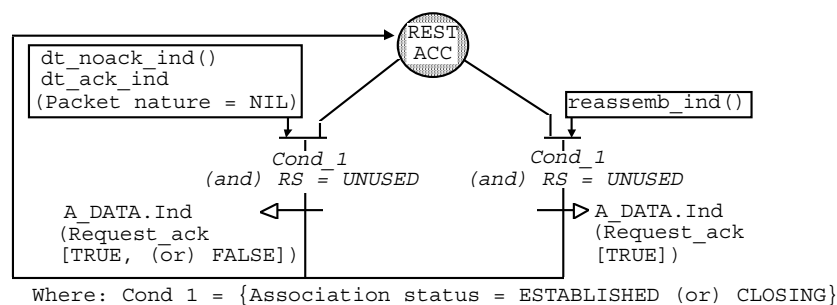 REST
ACC
dt_noack_ind()
dt_ack_ind
(Packet nature = NIL)
reassemb_ind()
Cond_1
(and) RS = UNUSED
Cond_1
(and) RS = UNUSED
A_DATA.Ind
(Request_ack
[TRUE, (or) FALSE])
A_DATA.Ind
(Request_ack
[TRUE])
Where: Cond 1 = {Association status = ESTABLISHED (or) CLOSING}